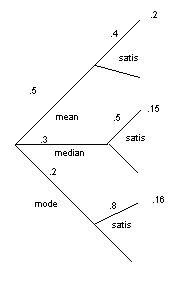 .2
.4
satis
.5
mean
.15
.5
satis
.3
median
.2
mode
.16
.8
satis